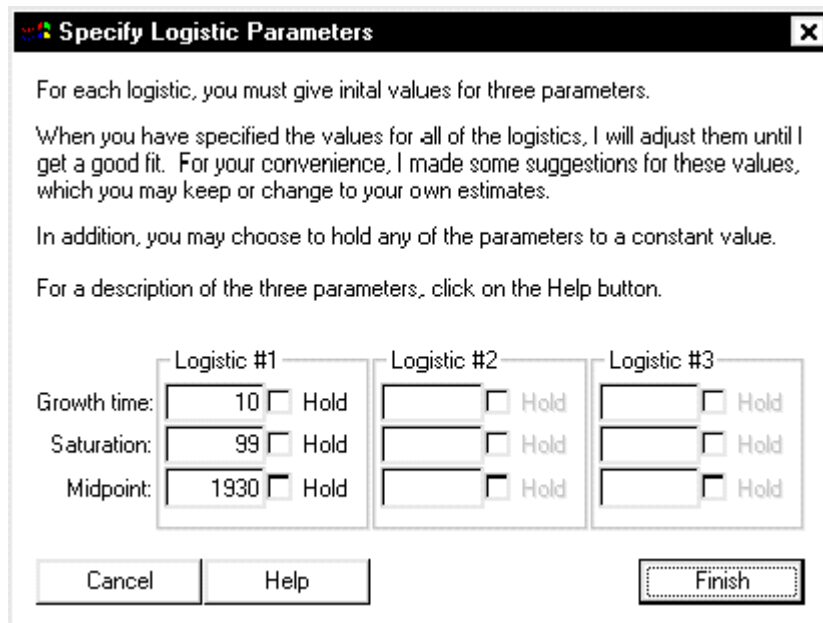 Specify Logistic Parameters
For each logistic, you must give inital values for three parameters.
When you have specified the values for all of the logistics, I will adjust them until I
get a good fit. For your convenience, I made some suggestions for these values,
which you may keep or change to your own estimates.
In addition, you may choose to hold any of the parameters to a constant value.
For a description of the three parameters, click on the Help button.
Logistic #1 Logistic #2 Logistic #3
Growth time: 10 Hold Hold Hold
Saturation: 99 Hold Hold Hold
Midpoint: 1930 Hold Hold Hold
Cancel Help Finish